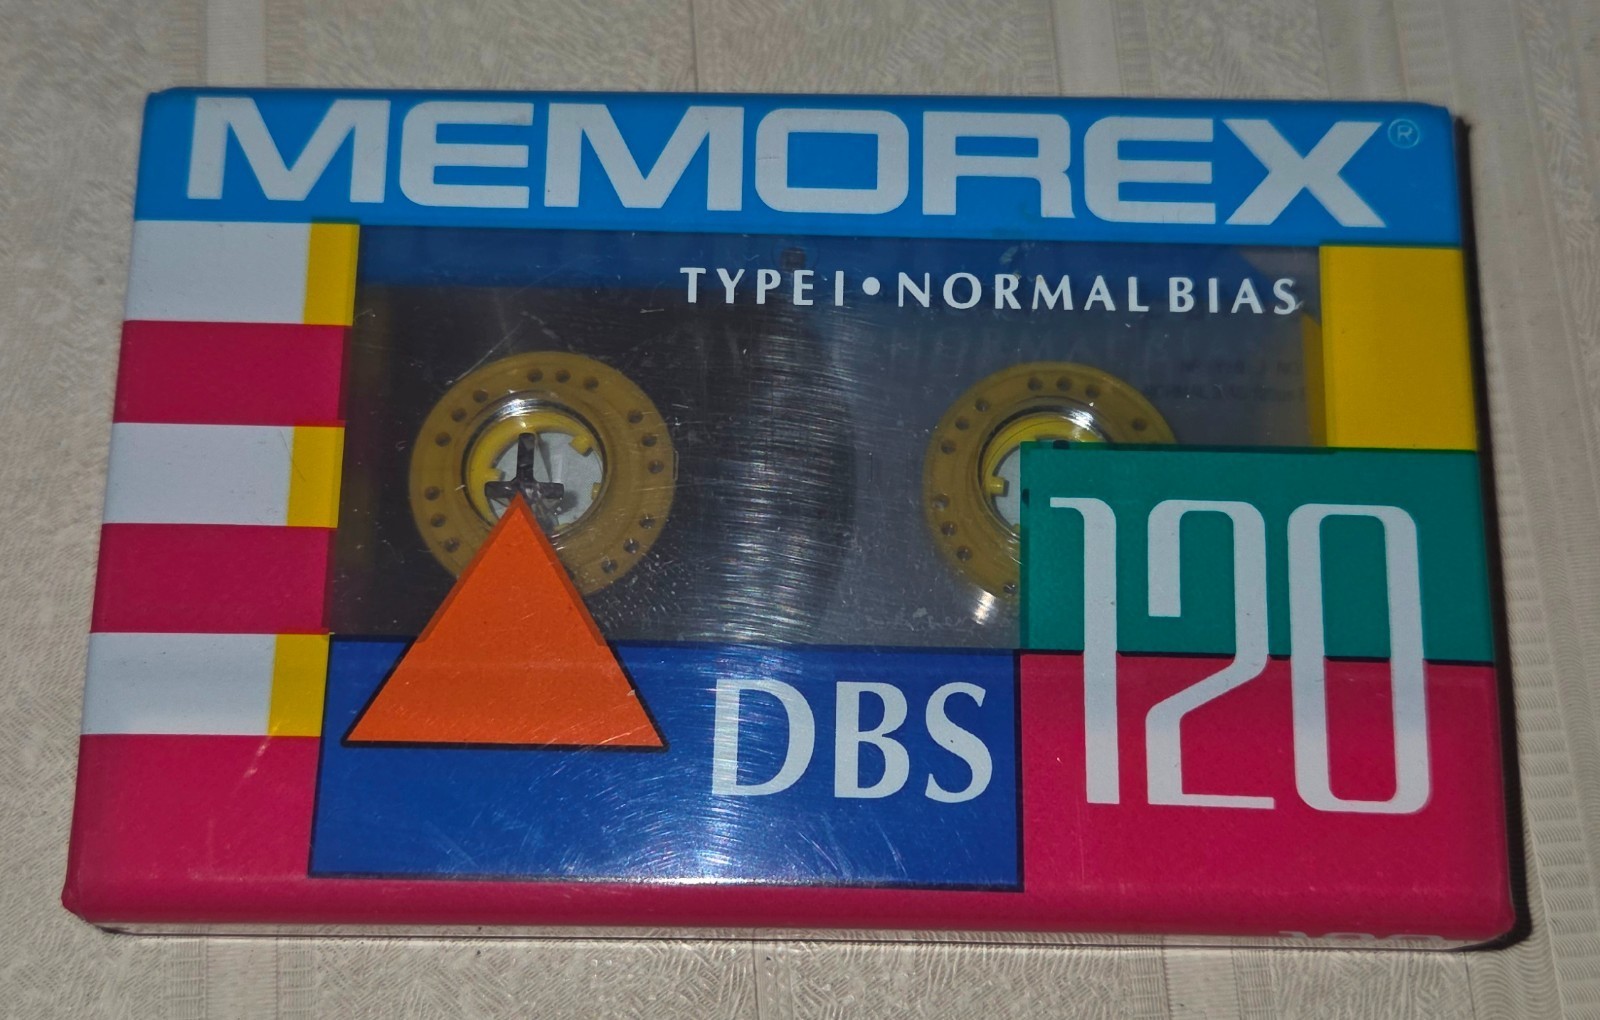 MEMOREX®
TYPE I • NORMAL BIAS
DBS
120